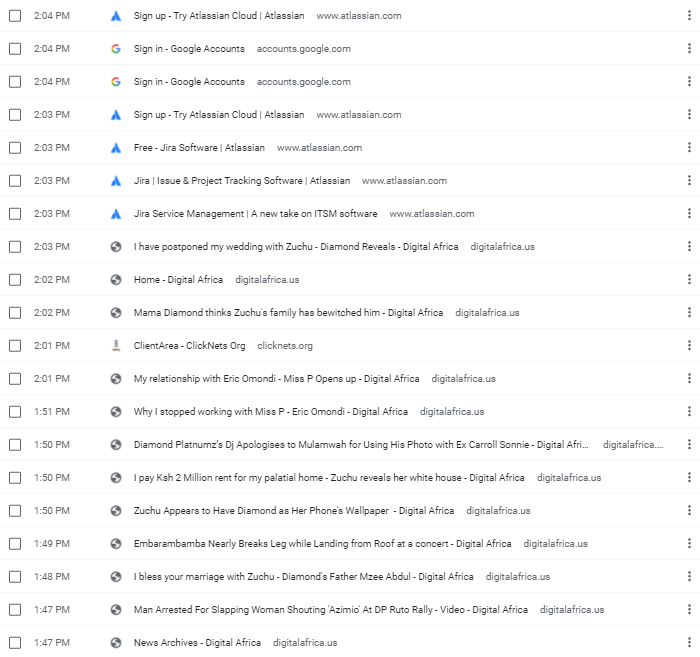 2:04 PM Sign up - Try Atlassian Cloud | Atlassian www.atlassian.com
2:04 PM Sign in - Google Accounts accounts.google.com
2:04 PM Sign in - Google Accounts accounts.google.com
2:03 PM Sign up - Try Atlassian Cloud | Atlassian www.atlassian.com
2:03 PM Free - Jira Software | Atlassian www.atlassian.com
2:03 PM Jira | Issue & Project Tracking Software | Atlassian www.atlassian.com
2:03 PM Jira Service Management | A new take on ITSM software www.atlassian.com
2:03 PM I have postponed my wedding with Zuchu - Diamond Reveals - Digital Africa digitalafrica.us
2:02 PM Home - Digital Africa digitalafrica.us
2:02 PM Mama Diamond thinks Zuchu's family has bewitched him - Digital Africa digitalafrica.us
2:01 PM ClientArea - ClickNets Org clicknets.org
2:01 PM My relationship with Eric Omondi - Miss P Opens up - Digital Africa digitalafrica.us
1:51 PM Why I stopped working with Miss P - Eric Omondi - Digital Africa digitalafrica.us
1:50 PM Diamond Platnumz's Dj Apologises to Mulamwah for Using His Photo with Ex Carroll Sonnie - Digital Afri... digitalafrica....
1:50 PM I pay Ksh 2 Million rent for my palatial home - Zuchu reveals her white house - Digital Africa digitalafrica.us
1:50 PM Zuchu Appears to Have Diamond as Her Phone's Wallpaper - Digital Africa digitalafrica.us
1:49 PM Embarambamba Nearly Breaks Leg while Landing from Roof at a concert - Digital Africa digitalafrica.us
1:48 PM I bless your marriage with Zuchu - Diamond's Father Mzee Abdul - Digital Africa digitalafrica.us
1:47 PM Man Arrested For Slapping Woman Shouting 'Azimio' At DP Ruto Rally - Video - Digital Africa digitalafrica.us
1:47 PM News Archives - Digital Africa digitalafrica.us